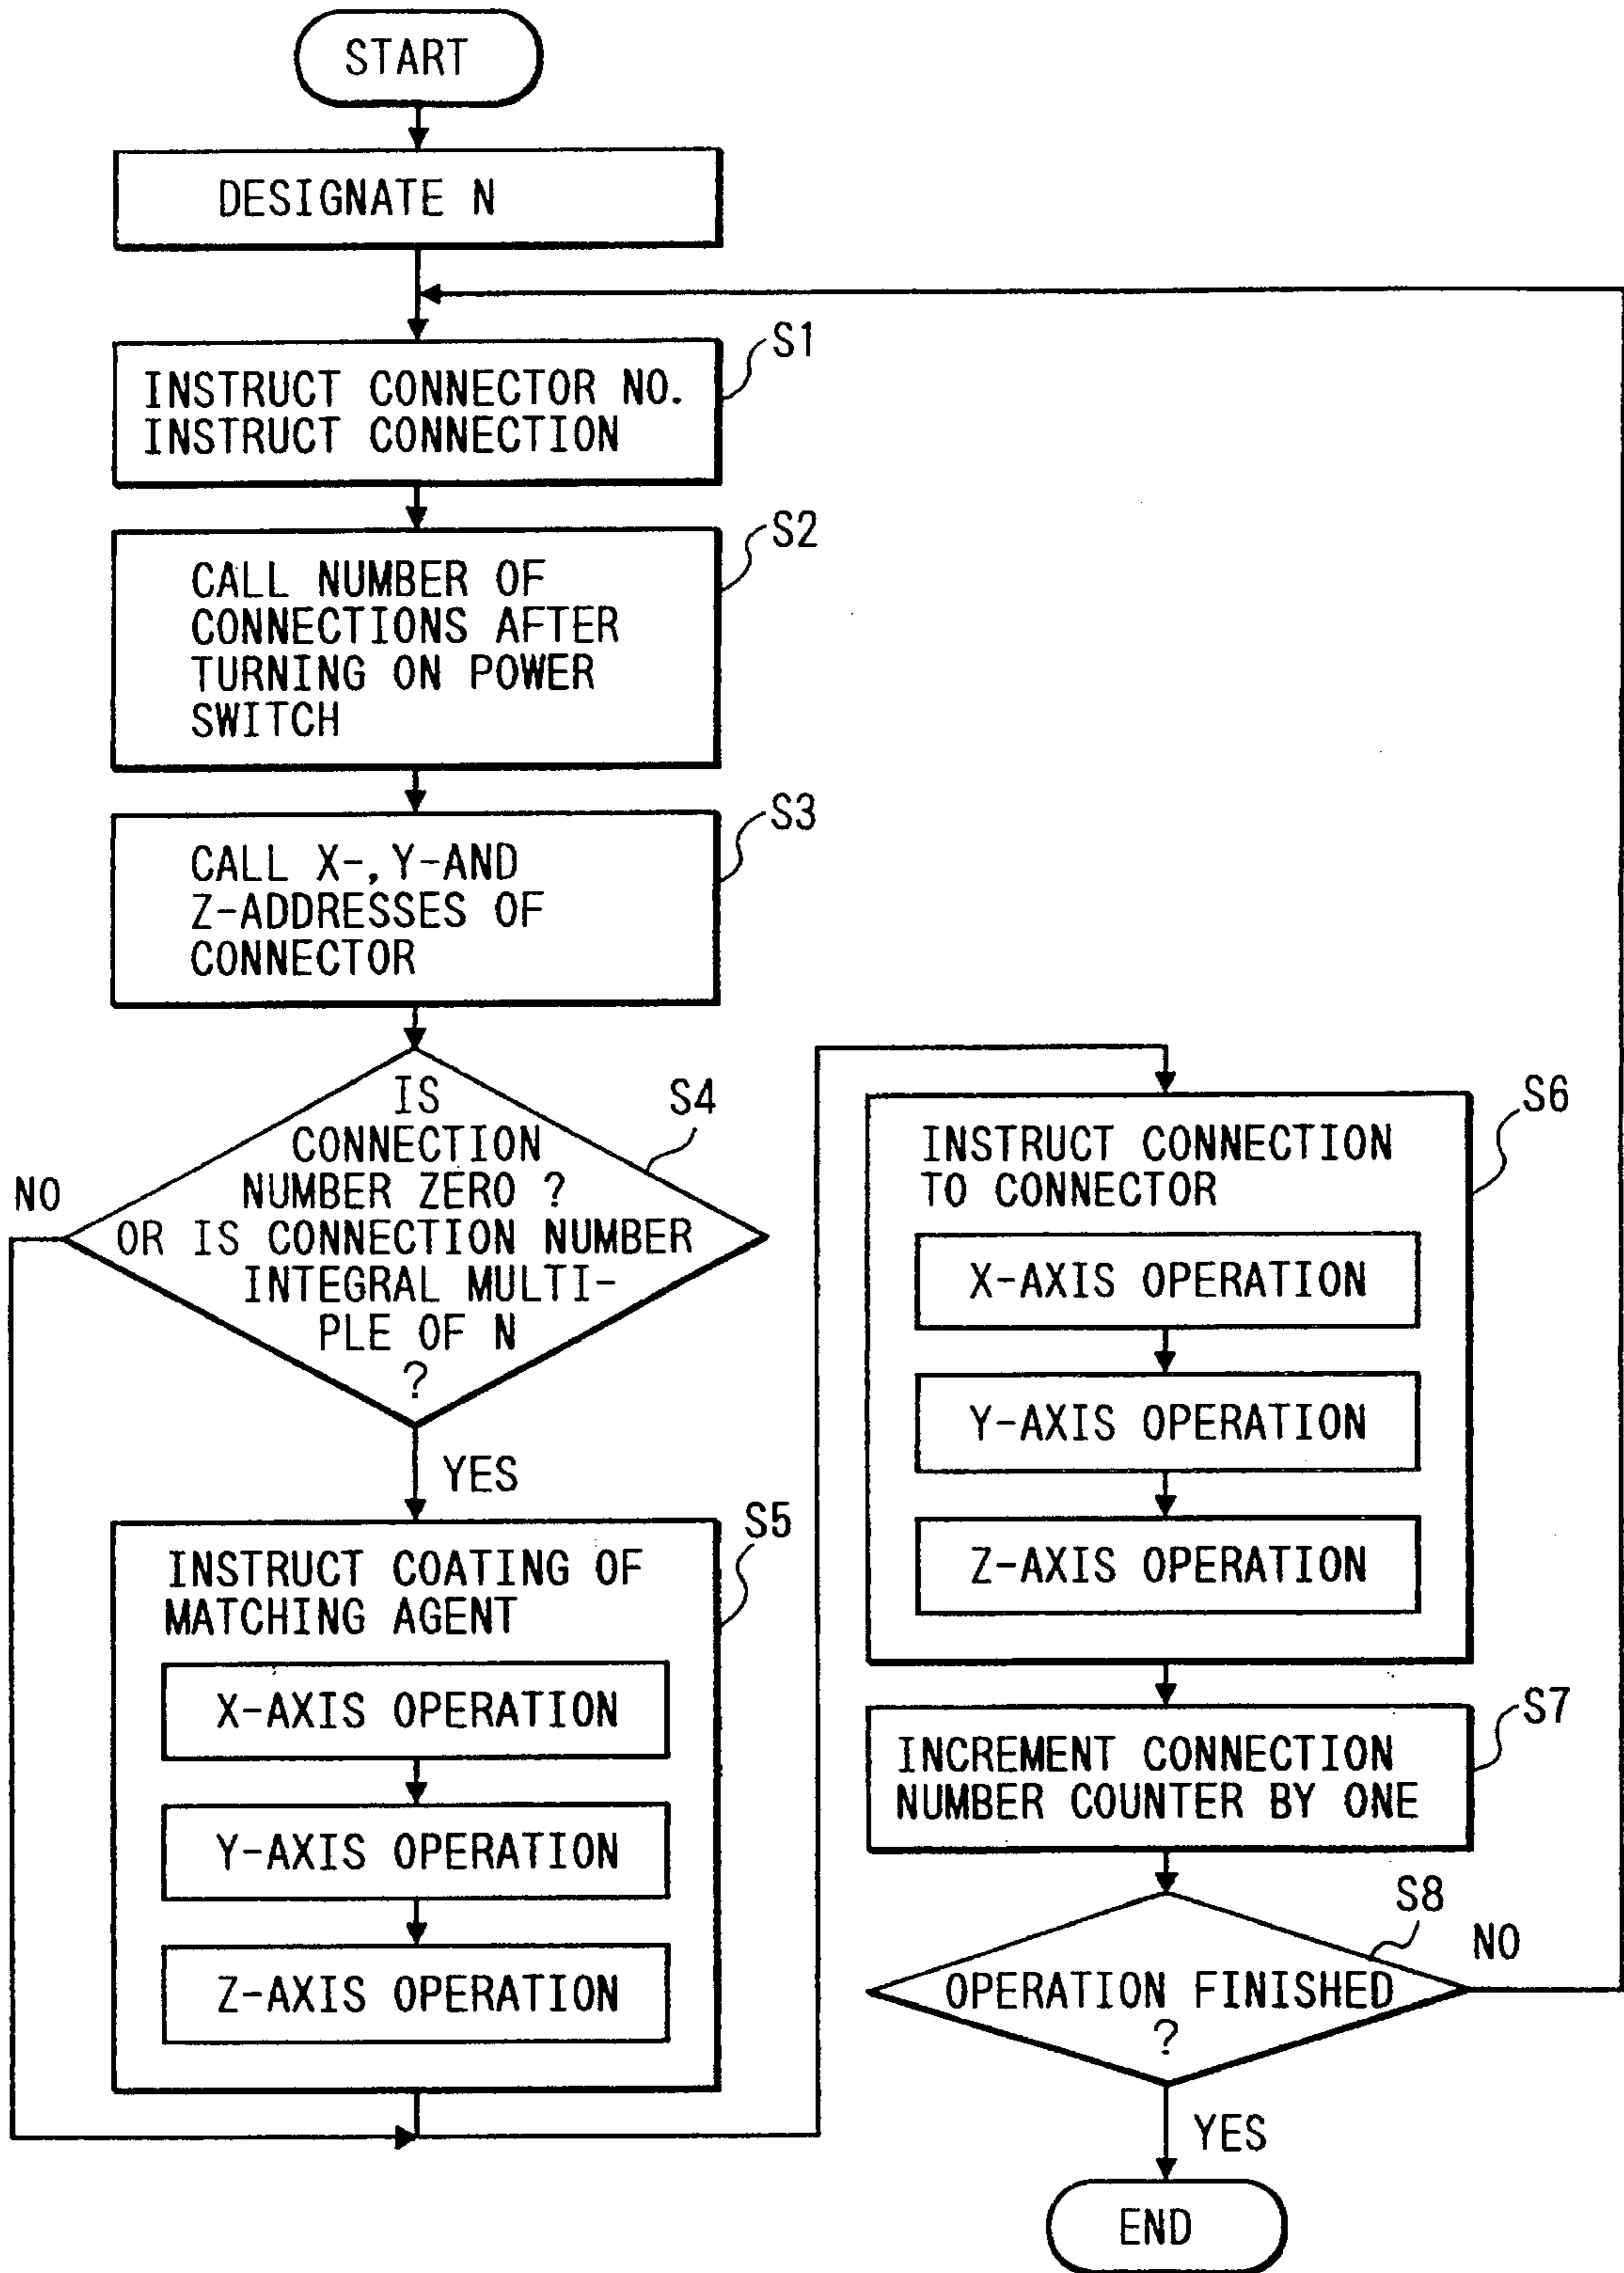 START
DESIGNATE N
S1
INSTRUCT CONNECTOR NO.
INSTRUCT CONNECTION
S2
CALL NUMBER OF
CONNECTIONS AFTER
TURNING ON POWER
SWITCH
S3
CALL X-, Y-AND
Z-ADDRESSES OF
CONNECTOR
S4
IS
CONNECTION
NUMBER ZERO ?
OR IS CONNECTION NUMBER
INTEGRAL MULTI-
PLE OF N
?
NO
YES
S5
INSTRUCT COATING OF
MATCHING AGENT
X-AXIS OPERATION
Y-AXIS OPERATION
Z-AXIS OPERATION
S6
INSTRUCT CONNECTION
TO CONNECTOR
X-AXIS OPERATION
Y-AXIS OPERATION
Z-AXIS OPERATION
S7
INCREMENT CONNECTION
NUMBER COUNTER BY ONE
S8
OPERATION FINISHED
?
NO
YES
END